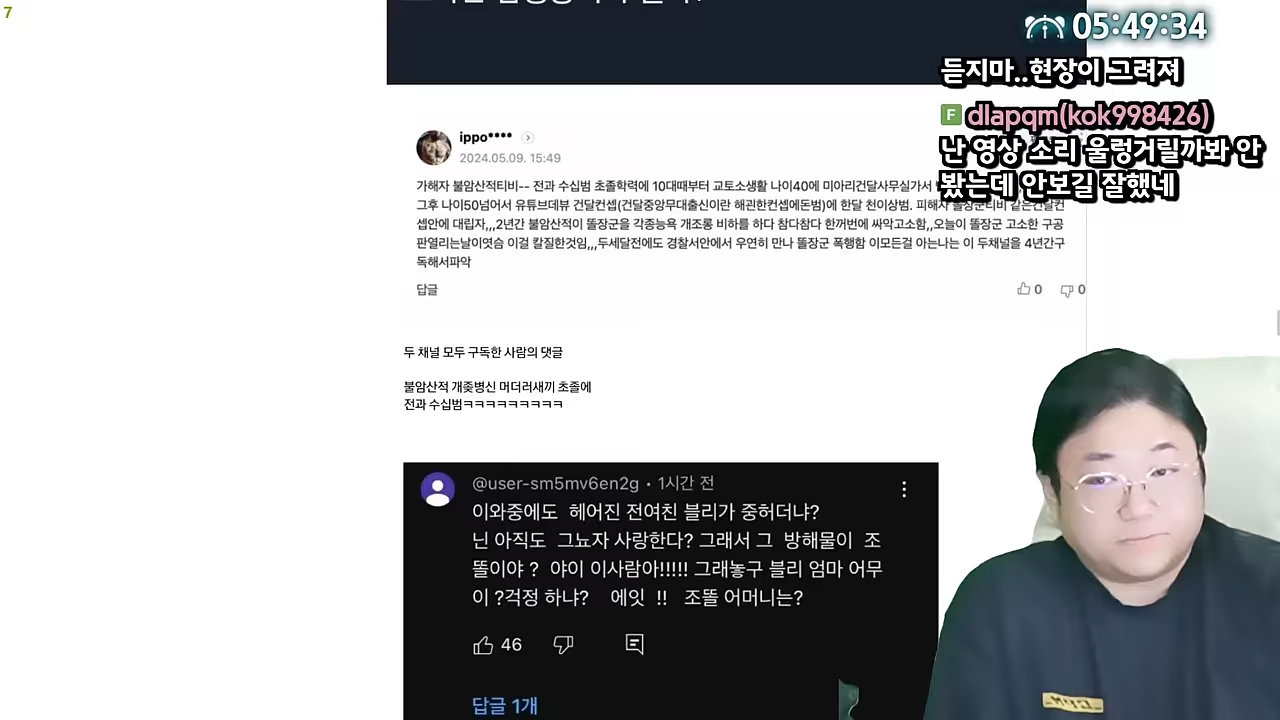 7
05:49:34
듣지마..현장이 그려져
F dlapqm(kok998426)
난 영상 소리 울렁거릴까봐 안
봤는데 안보길 잘했네
ippo****
2024.05.09. 15:49
가해자 불암산적티비-- 전과 수십범 초졸학력에 10대때부터 교토소생활 나이40에 미아리건달사무실가서
그후 나이50넘어서 유튜브데뷰 건달컨셉(건달중앙무대출신이란 해괸한컨셉에돈범)에 한달 천이상범. 피해자 똘장군티비 같은건달컨
셉안에 대립자,,,2년간 불암산적이 똘장군을 각종능욕 개조롱 비하를 하다 참다참다 한꺼번에 싸악고소함,,오늘이 똘장군 고소한 구공
판열리는날이엿슴 이걸 칼질한것임,,,두세달전에도 경찰서안에서 우연히 만나 똘장군 폭행함 이모든걸 아는나는 이 두채널을 4년간구
독해서파악
답글
0 0
두 채널 모두 구독한 사람의 댓글
불암산적 개좆병신 머더러새끼 초졸에
전과 수십범ㅋㅋㅋㅋㅋㅋㅋㅋㅋ
@user-sm5mv6en2g • 1시간 전
이와중에도 헤어진 전여친 블리가 중허더냐?
닌 아직도 그뇨자 사랑한다? 그래서 그 방해물이 조
똘이야 ? 야이 이사람아!!!!! 그래놓구 블리 엄마 어무
이 ?걱정 하냐? 에잇 !! 조똘 어머니는?
46
답글 1개